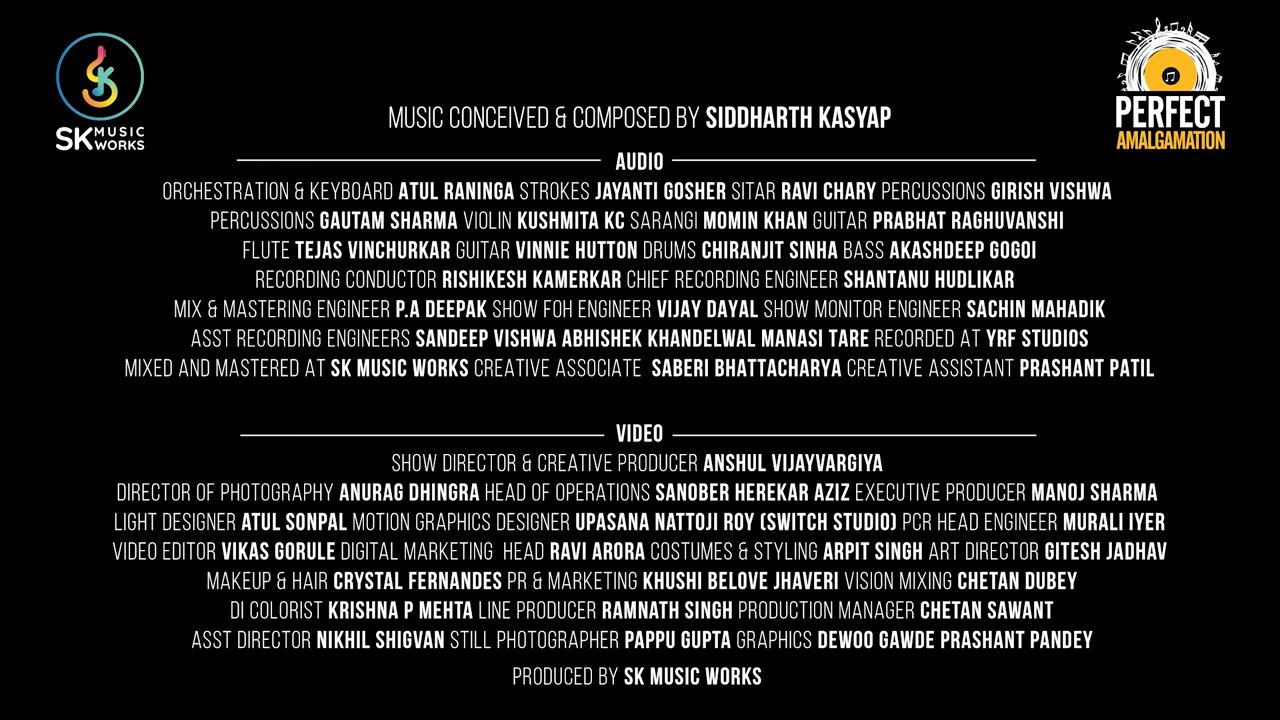 SK MUSIC WORKS
PERFECT
AMALGAMATION
MUSIC CONCEIVED & COMPOSED BY SIDDHARTH KASYAP
AUDIO
ORCHESTRATION & KEYBOARD ATUL RANINGA STROKES JAYANTI GOSHER SITAR RAVI CHARY PERCUSSIONS GIRISH VISHWA
PERCUSSIONS GAUTAM SHARMA VIOLIN KUSHMITA KC SARANGI MOMIN KHAN GUITAR PRABHAT RAGHUVANSHI
FLUTE TEJAS VINCHURKAR GUITAR VINNIE HUTTON DRUMS CHIRANJIT SINHA BASS AKASHDEEP GOGOI
RECORDING CONDUCTOR RISHIKESH KAMERKAR CHIEF RECORDING ENGINEER SHANTANU HUDLIKAR
MIX & MASTERING ENGINEER P.A DEEPAK SHOW FOH ENGINEER VIJAY DAYAL SHOW MONITOR ENGINEER SACHIN MAHADIK
ASST RECORDING ENGINEERS SANDEEP VISHWA ABHISHEK KHANDELWAL MANASI TARE RECORDED AT YRF STUDIOS
MIXED AND MASTERED AT SK MUSIC WORKS CREATIVE ASSOCIATE SABERI BHATTACHARYA CREATIVE ASSISTANT PRASHANT PATIL
VIDEO
SHOW DIRECTOR & CREATIVE PRODUCER ANSHUL VIJAYVARGIYA
DIRECTOR OF PHOTOGRAPHY ANURAG DHINGRA HEAD OF OPERATIONS SANOBER HEREKAR AZIZ EXECUTIVE PRODUCER MANOJ SHARMA
LIGHT DESIGNER ATUL SONPAL MOTION GRAPHICS DESIGNER UPASANA NATTOJI ROY (SWITCH STUDIO) PCR HEAD ENGINEER MURALI IYER
VIDEO EDITOR VIKAS GORULE DIGITAL MARKETING HEAD RAVI ARORA COSTUMES & STYLING ARPIT SINGH ART DIRECTOR GITESH JADHAV
MAKEUP & HAIR CRYSTAL FERNANDES PR & MARKETING KHUSHI BELOVE JHAVERI VISION MIXING CHETAN DUBEY
DI COLORIST KRISHNA P MEHTA LINE PRODUCER RAMNATH SINGH PRODUCTION MANAGER CHETAN SAWANT
ASST DIRECTOR NIKHIL SHIGVAN STILL PHOTOGRAPHER PAPPU GUPTA GRAPHICS DEWOO GAWDE PRASHANT PANDEY
PRODUCED BY SK MUSIC WORKS